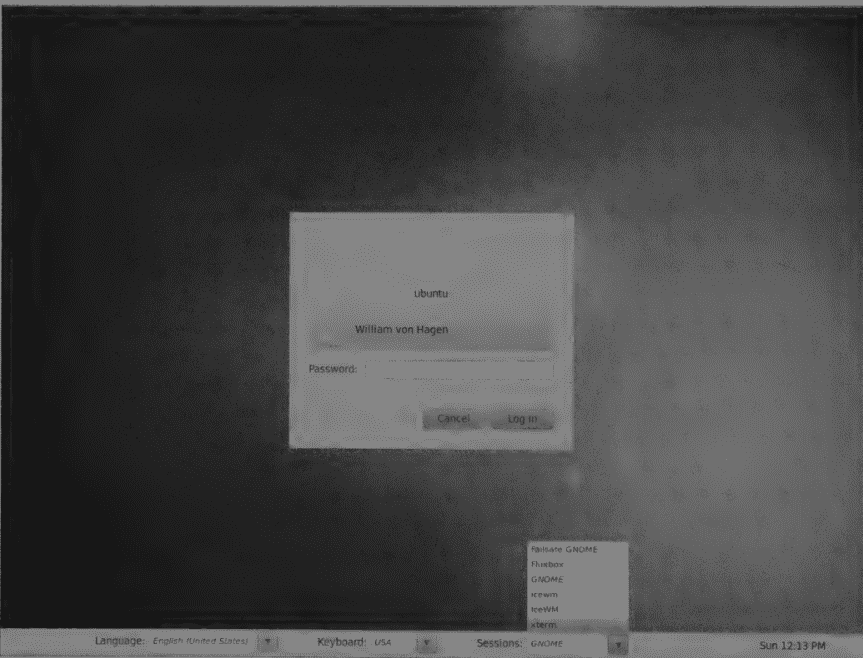 ubuntu
William von Hagen
Password:
Cancel Log In
Failsafe GNOME
Fluxbox
GNOME
icewm
IceWM
xterm
Language: English (United States) Keyboard: USA Sessions: GNOME Sun 12:13 PM